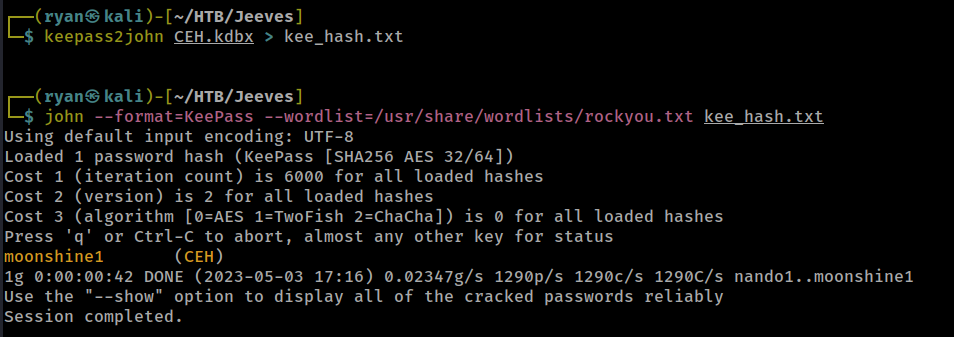 ┌──(ryan㉿kali)-[~/HTB/Jeeves]
└─$ keepass2john CEH.kdbx > kee_hash.txt
┌──(ryan㉿kali)-[~/HTB/Jeeves]
└─$ john --format=KeePass --wordlist=/usr/share/wordlists/rockyou.txt kee_hash.txt
Using default input encoding: UTF-8
Loaded 1 password hash (KeePass [SHA256 AES 32/64])
Cost 1 (iteration count) is 6000 for all loaded hashes
Cost 2 (version) is 2 for all loaded hashes
Cost 3 (algorithm [0=AES 1=TwoFish 2=ChaCha]) is 0 for all loaded hashes
Press 'q' or Ctrl-C to abort, almost any other key for status
moonshine1       (CEH)
1g 0:00:00:42 DONE (2023-05-03 17:16) 0.02347g/s 1290p/s 1290c/s 1290C/s nando1..moonshine1
Use the "--show" option to display all of the cracked passwords reliably
Session completed.